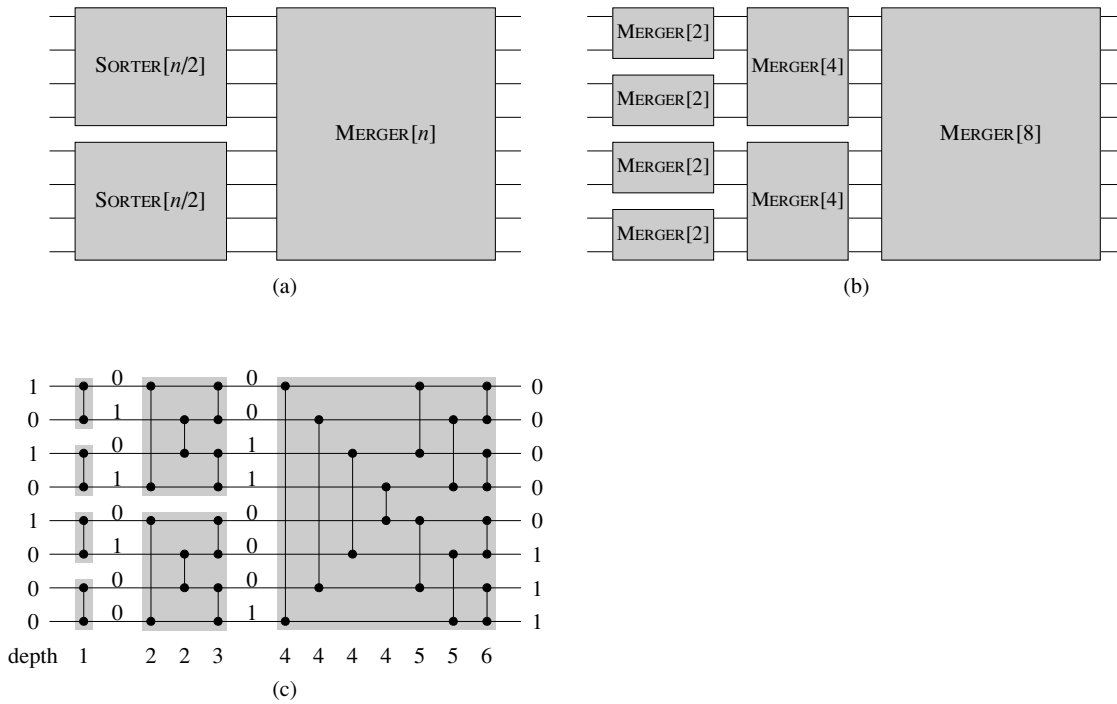 SORTER[n/2]
SORTER[n/2]
MERGER[n]
(a)
MERGER[2]
MERGER[2]
MERGER[2]
MERGER[2]
MERGER[4]
MERGER[4]
MERGER[8]
(b)
1 0 0 0
0 1 0 0
1 0 1 0
0 1 1 0
1 0 0 0
0 1 0 1
0 0 0 1
0 0 1 1
depth 1 2 2 3 4 4 4 4 5 5 6
(c)